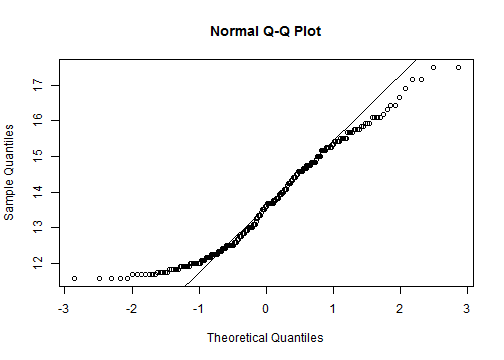 Normal Q-Q Plot
Sample Quantiles
17
16
15
14
13
12
-3 -2 -1 0 1 2 3
Theoretical Quantiles